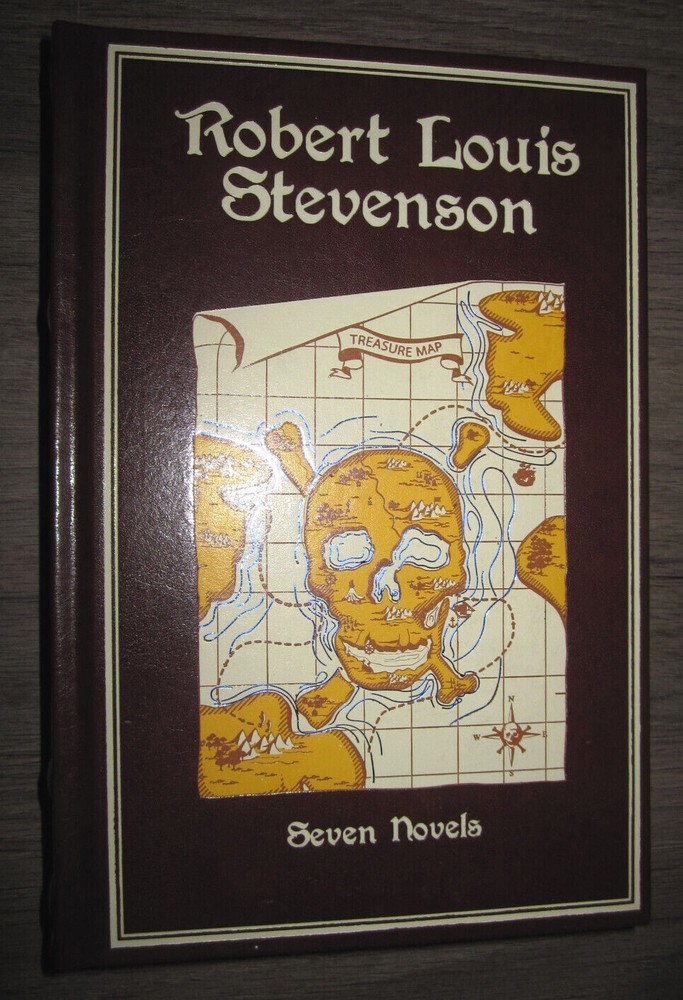 Robert Louis
Stevenson
TREASURE MAP
N
W E
S
Seven Novels